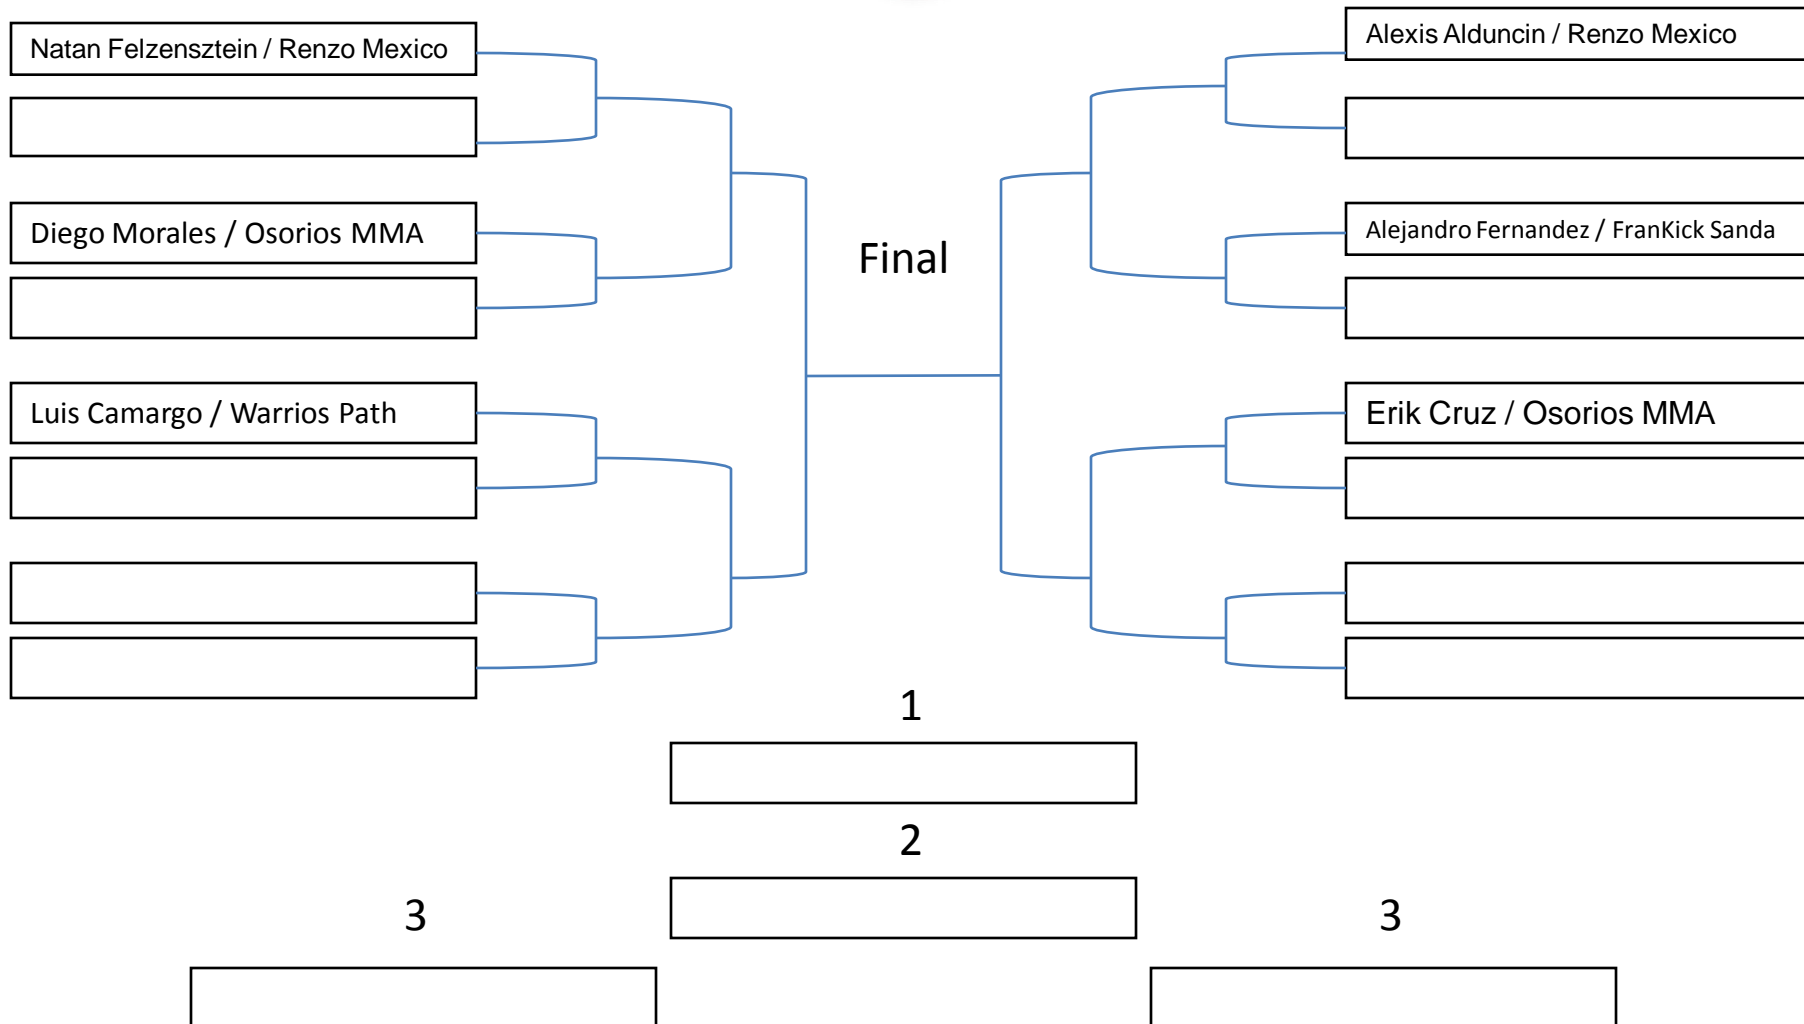 Natan Felzensztein / Renzo Mexico
Diego Morales / Osorios MMA
Luis Camargo / Warrios Path
Final
Alexis Alduncin / Renzo Mexico
Alejandro Fernandez / FranKick Sanda
Erik Cruz / Osorios MMA
1
2
3
3